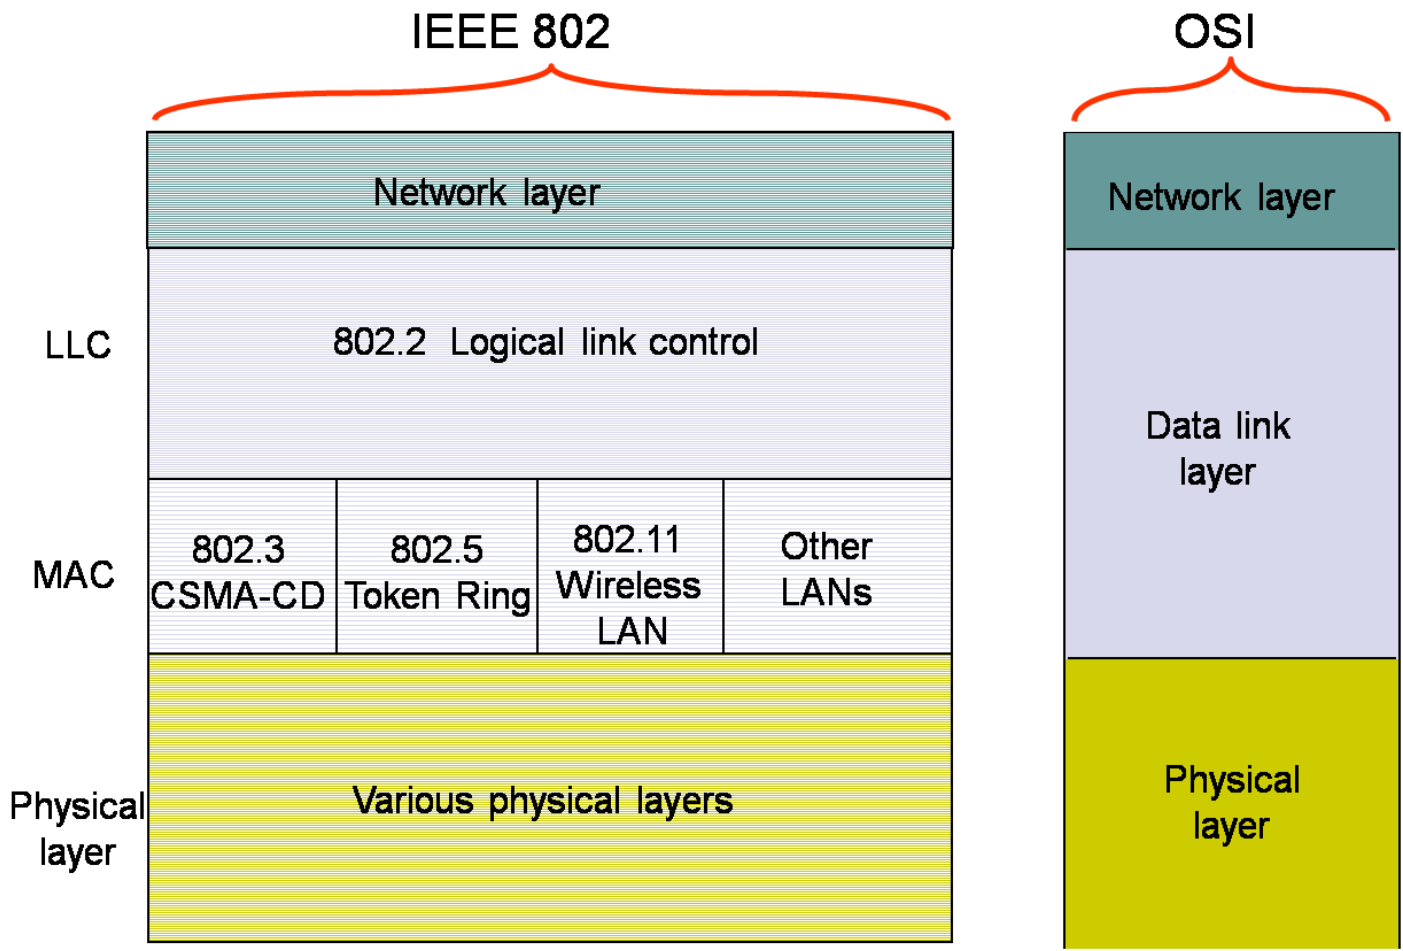 IEEE 802
OSI
Network layer
Network layer
LLC
802.2 Logical link control
Data link
layer
MAC
802.3
CSMA-CD
802.5
Token Ring
802.11
Wireless
LAN
Other
LANs
Physical
layer
Various physical layers
Physical
layer